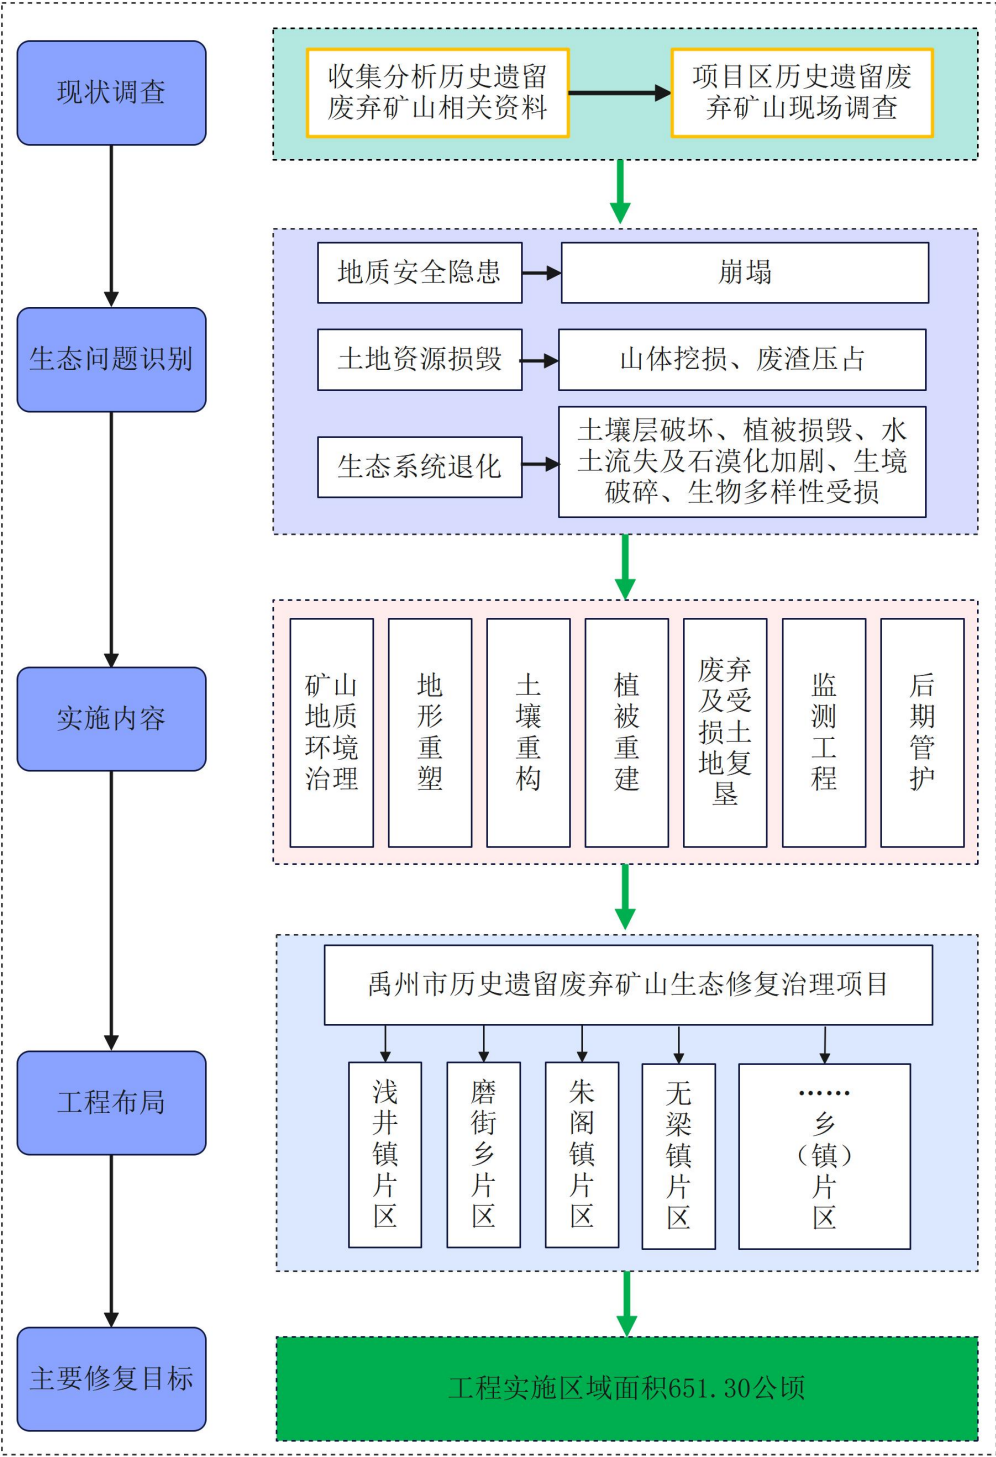 现状调查
收集分析历史遗留
废弃矿山相关资料
项目区历史遗留废
弃矿山现场调查
生态问题识别
地质安全隐患
崩塌
土地资源损毁
山体挖损、废渣压占
生态系统退化
土壤层破坏、植被损毁、水
土流失及石漠化加剧、生境
破碎、生物多样性受损
实施内容
矿山
地质
环境
治理
地形重塑
土壤重构
植被重建
废弃
及受
损土
地复
垦
监测工程
后期管护
工程布局
禹州市历史遗留废弃矿山生态修复治理项目
浅井镇片区
磨街乡片区
朱阁镇片区
无梁镇片区
……
乡
（镇）
片
区
主要修复目标
工程实施区域面积651.30公顷